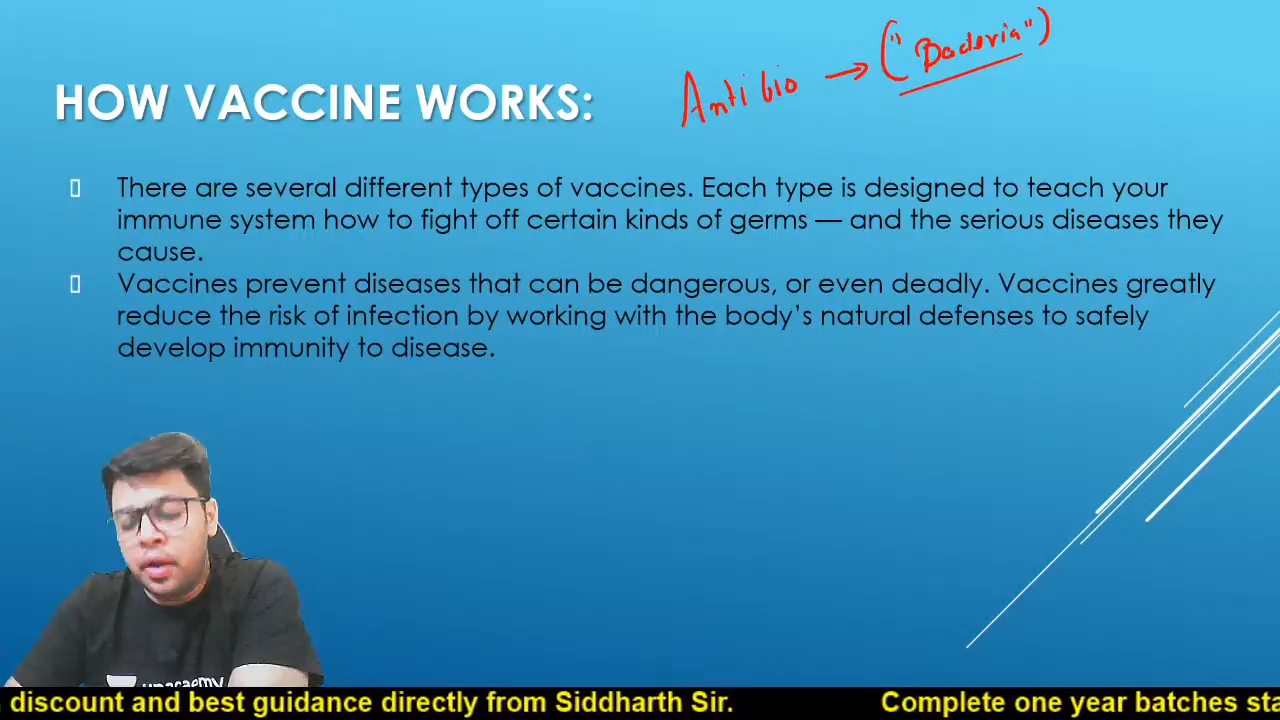 Antibio → ("Bacteria")
HOW VACCINE WORKS:
There are several different types of vaccines. Each type is designed to teach your
immune system how to fight off certain kinds of germs — and the serious diseases they
cause.
Vaccines prevent diseases that can be dangerous, or even deadly. Vaccines greatly
reduce the risk of infection by working with the body’s natural defenses to safely
develop immunity to disease.
discount and best guidance directly from Siddharth Sir. Complete one year batches sta